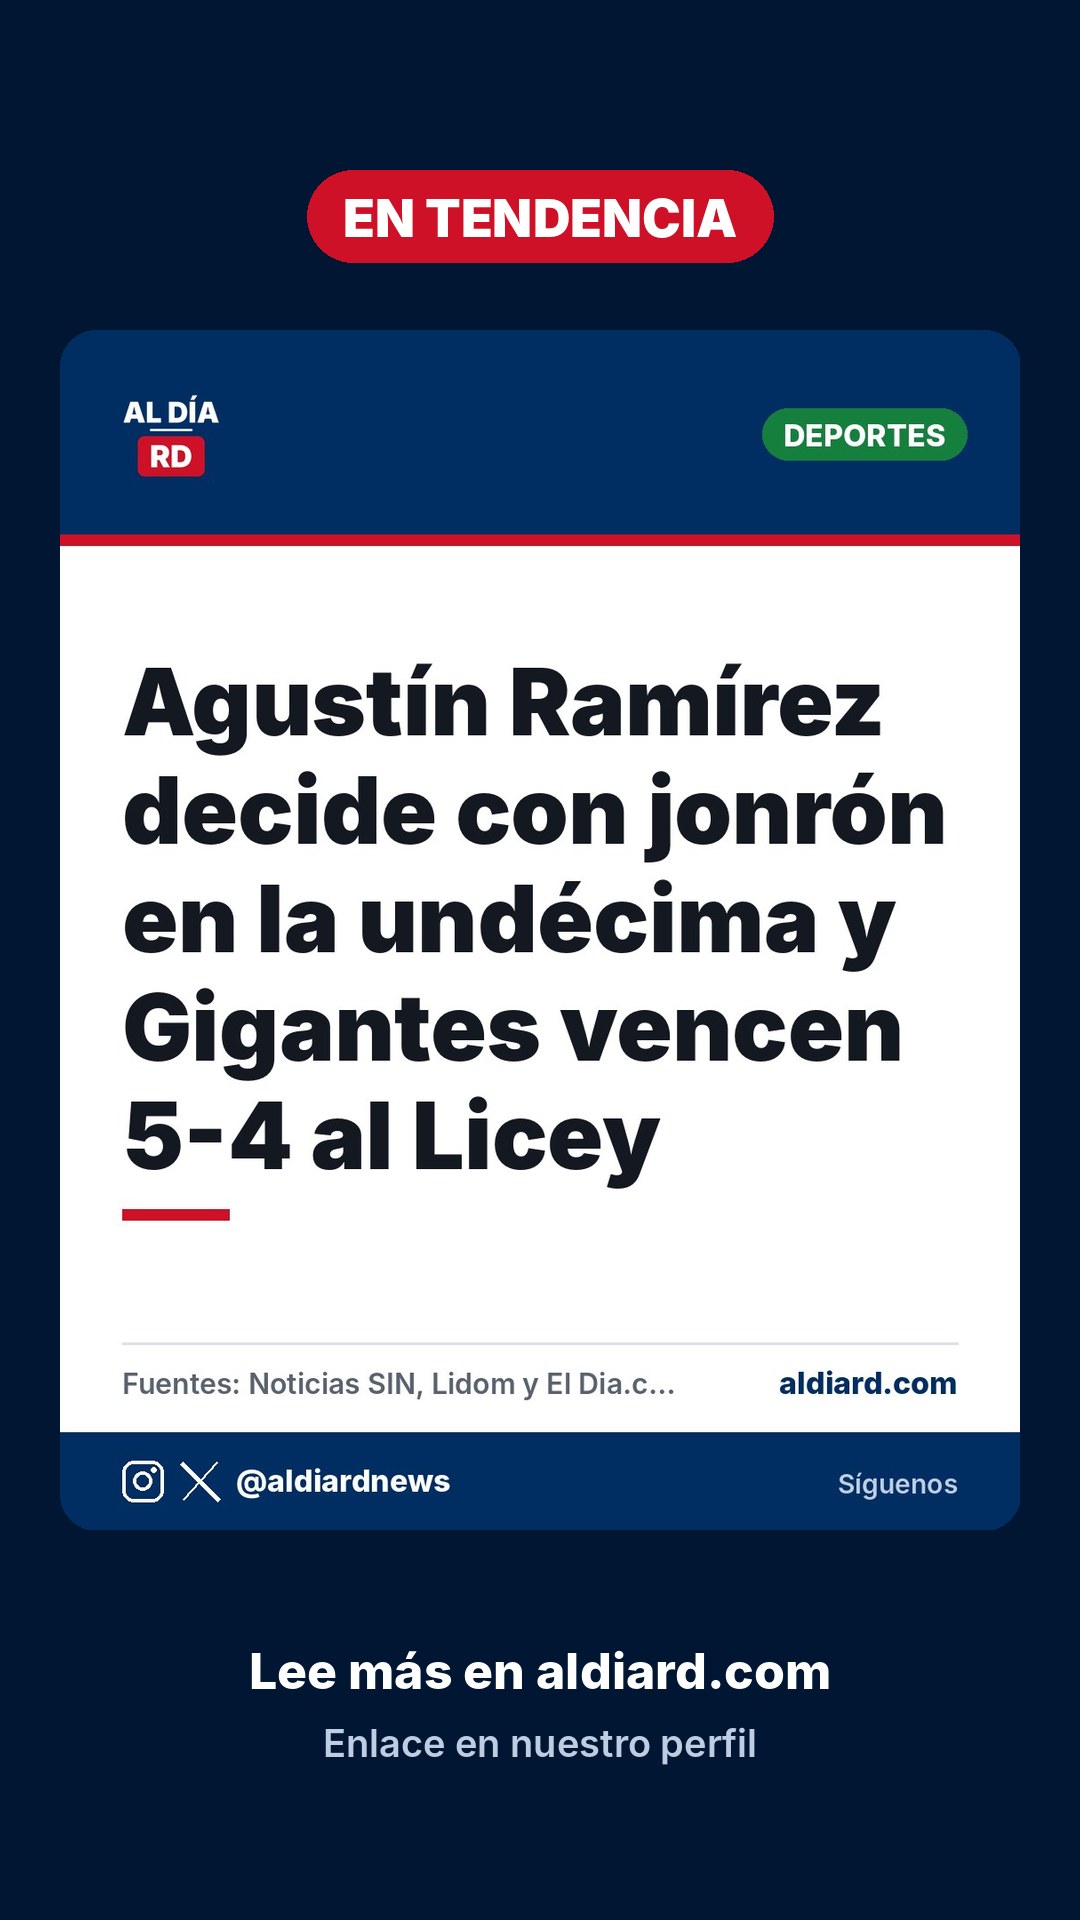 EN TENDENCIA
AL DÍA
RD
DEPORTES
Agustín Ramírez
decide con jonrón
en la undécima y
Gigantes vencen
5-4 al Licey
Fuentes: Noticias SIN, Lidom y El Dia.c...
aldiard.com
@aldiardnews
Síguenos
Lee más en aldiard.com
Enlace en nuestro perfil